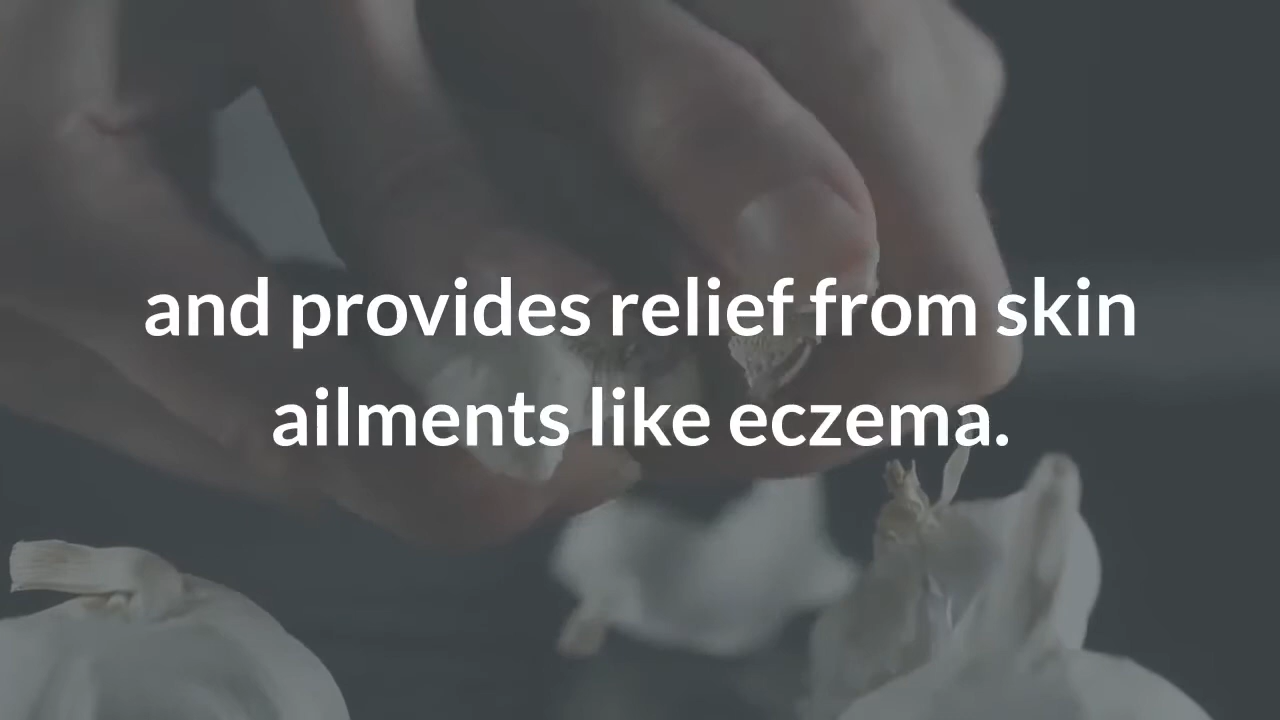 and provides relief from skin
ailments like eczema.